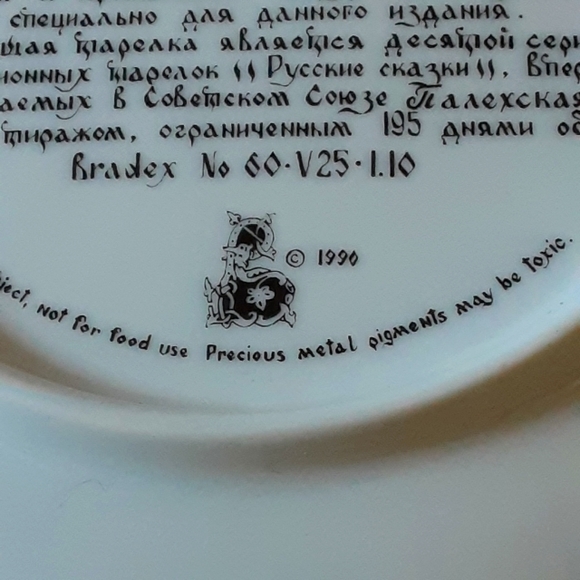 специально для данного издания.
тарелка является десятой
тарелок "Русские сказки",
в Советском Союзе Палехская
тиражом, ограниченным 195 днями
Bradex No 60·V25·1.10
© 1990
not for food use Precious metal pigments may be toxic.